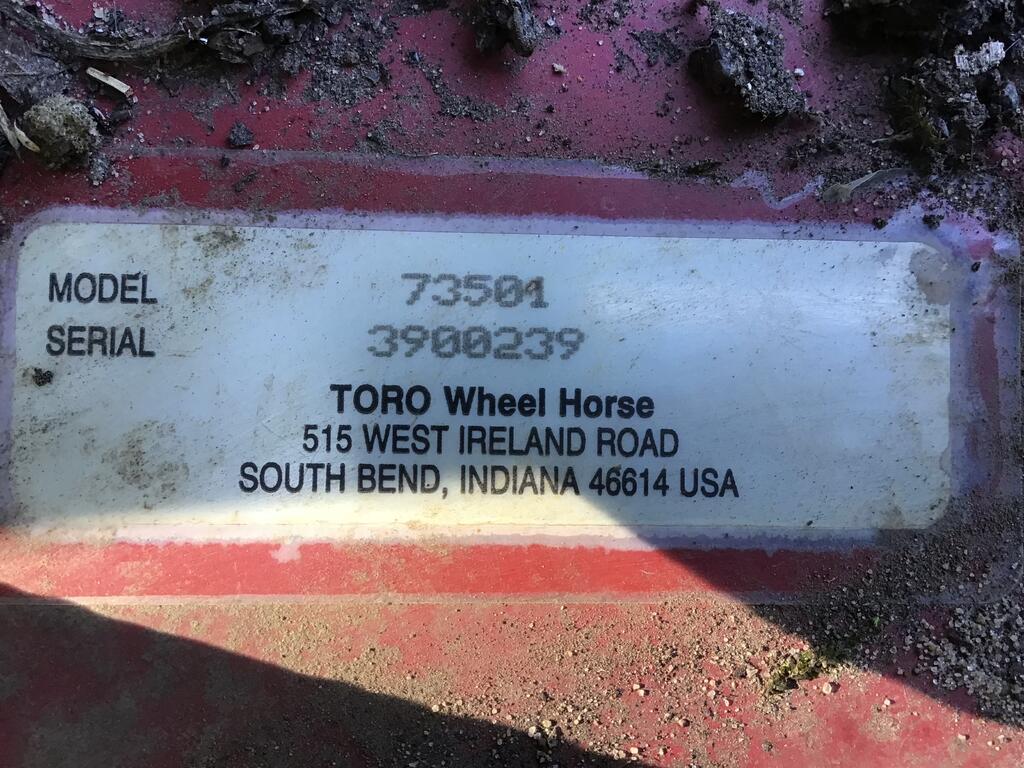 MODEL 73501
SERIAL 3900239
TORO Wheel Horse
515 WEST IRELAND ROAD
SOUTH BEND, INDIANA 46614 USA